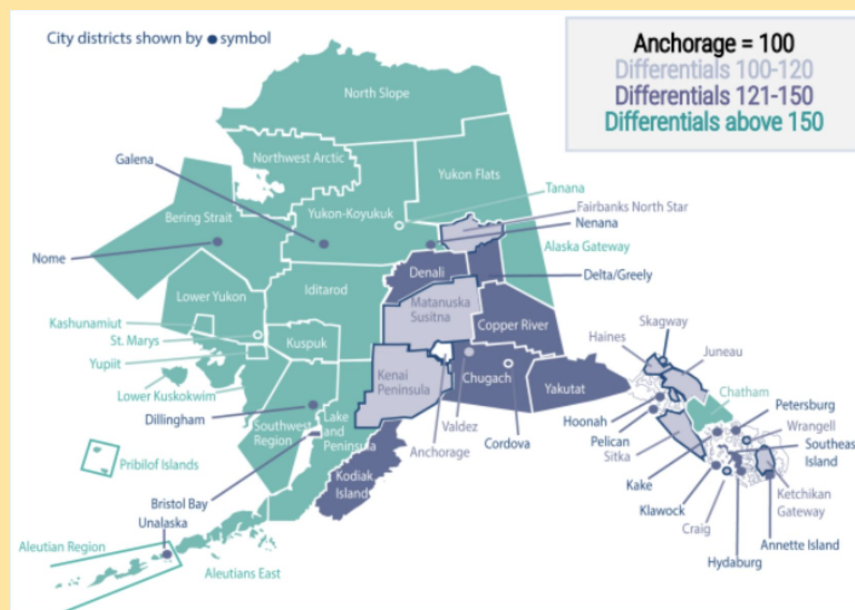 City districts shown by ● symbol
Anchorage = 100
Differentials 100-120
Differentials 121-150
Differentials above 150
North Slope
Northwest Arctic
Galena
Yukon Flats
Tanana
Yukon-Koyukuk
Fairbanks North Star
Bering Strait
Nenana
Alaska Gateway
Nome
Denali
Delta/Greely
Lower Yukon
Iditarod
Matanuska
Susitna
Kashunamiut
Copper River
Skagway
St. Marys
Kuspuk
Haines
Juneau
Yupiit
Kenai
Peninsula
Chugach
Yakutat
Chatham
Lower Kuskokwim
Dillingham
Southwest
Region
Lake
and
Peninsula
Valdez
Hoonah
Petersburg
Pelican
Wrangell
Anchorage
Cordova
Sitka
Southeast
Island
Pribilof Islands
Kodiak
Island
Kake
Bristol Bay
Klawock
Ketchikan
Gateway
Unalaska
Craig
Annette Island
Aleutian Region
Aleutians East
Hydaburg